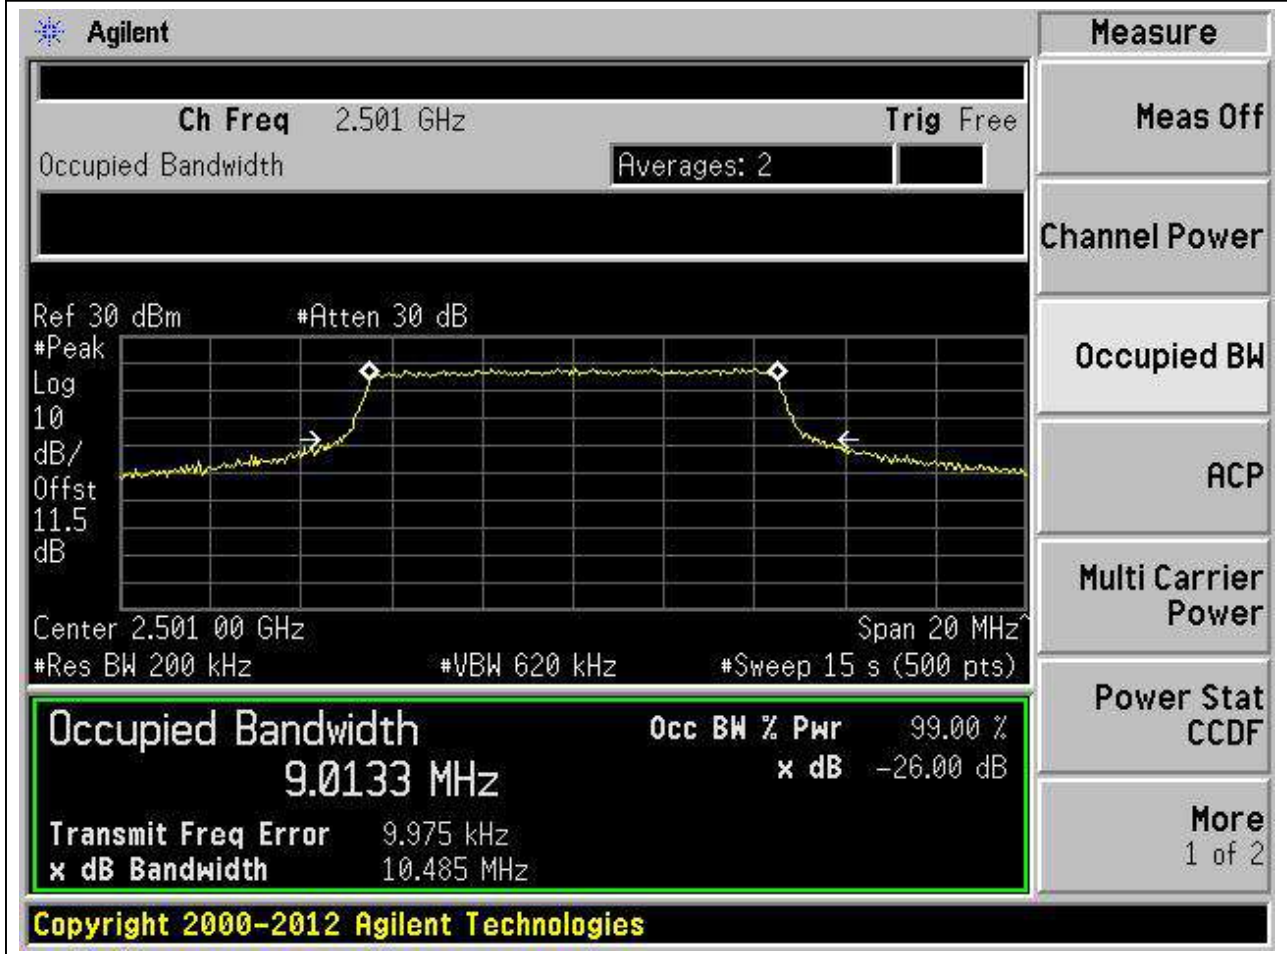 Agilent
Measure
Ch Freq 2.501 GHz Trig Free
Occupied Bandwidth Averages: 2
Ref 30 dBm #Atten 30 dB
#Peak
Log
10
dB/
Offst
11.5
dB
Center 2.501 00 GHz Span 20 MHz^
#Res BW 200 kHz #VBW 620 kHz #Sweep 15 s (500 pts)
Occupied Bandwidth Occ BW % Pwr 99.00 %
9.0133 MHz x dB -26.00 dB
Transmit Freq Error 9.975 kHz
x dB Bandwidth 10.485 MHz
Meas Off
Channel Power
Occupied BW
ACP
Multi Carrier
Power
Power Stat
CCDF
More
1 of 2
Copyright 2000-2012 Agilent Technologies